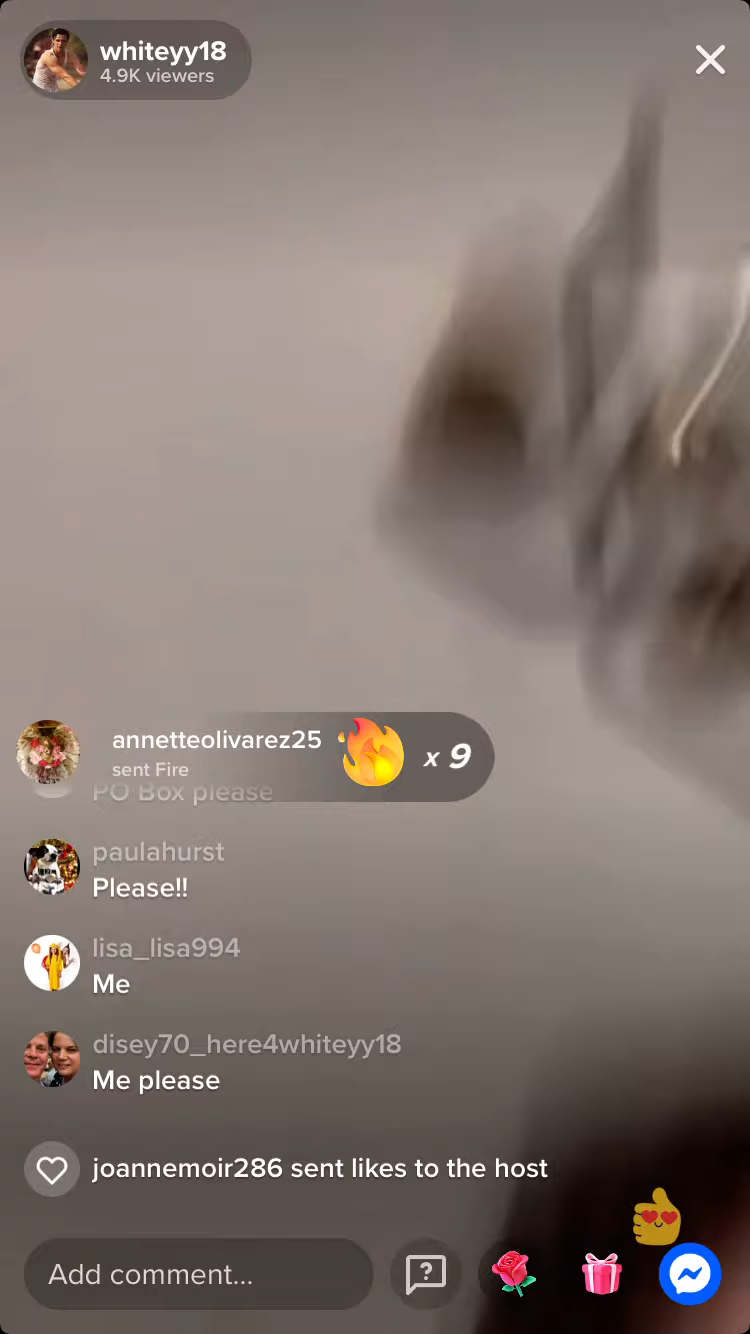 whiteyy18
4.9K viewers
annetteolivarez25
sent Fire
x 9
PO Box please
paulahurst
Please!!
lisa_lisa994
Me
disey70_here4whiteyy18
Me please
joannemoir286 sent likes to the host
Add comment...
?